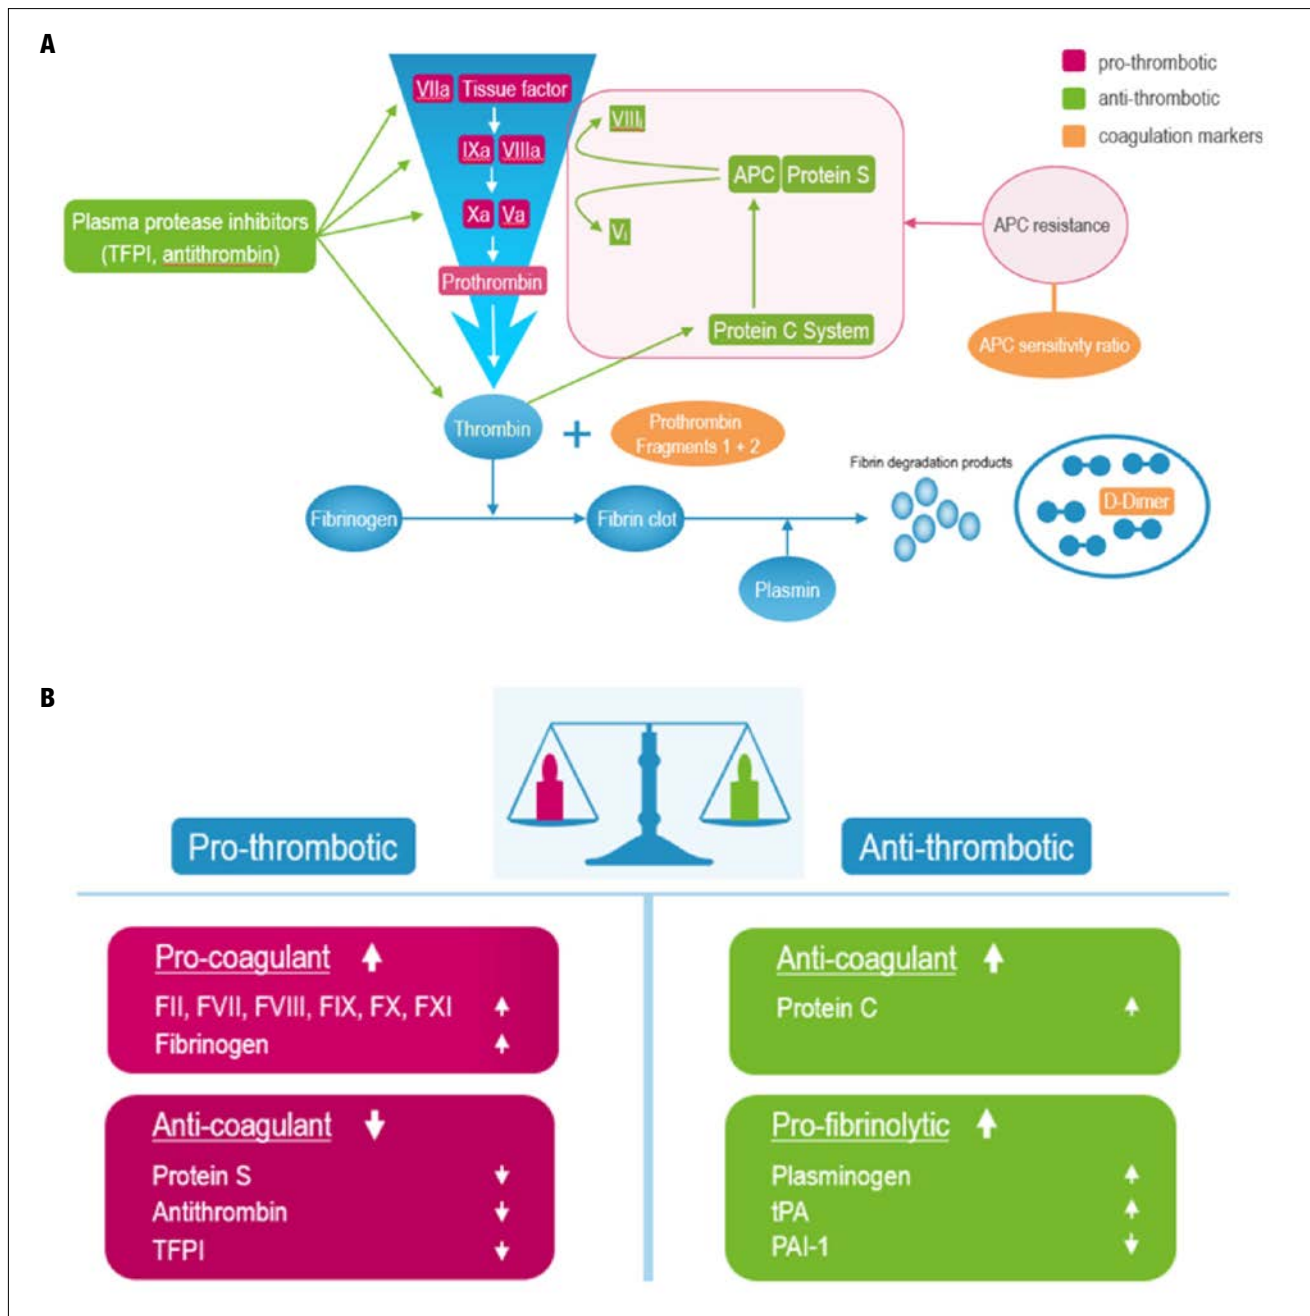 A
VIIa Tissue factor
IXa VIIIa
Xa Va
Prothrombin
Plasma protease inhibitors
(TFPI, antithrombin)
VIIIi
APC Protein S
Vi
Protein C System
pro-thrombotic
anti-thrombotic
coagulation markers
APC resistance
APC sensitivity ratio
Thrombin
+
Prothrombin
Fragments 1 + 2
Fibrinogen
Fibrin clot
Plasmin
Fibrin degradation products
D-Dimer
B
Pro-thrombotic
Anti-thrombotic
Pro-coagulant
FII, FVII, FVIII, FIX, FX, FXI
Fibrinogen
Anti-coagulant
Protein S
Antithrombin
TFPI
Anti-coagulant
Protein C
Pro-fibrinolytic
Plasminogen
tPA
PAI-1